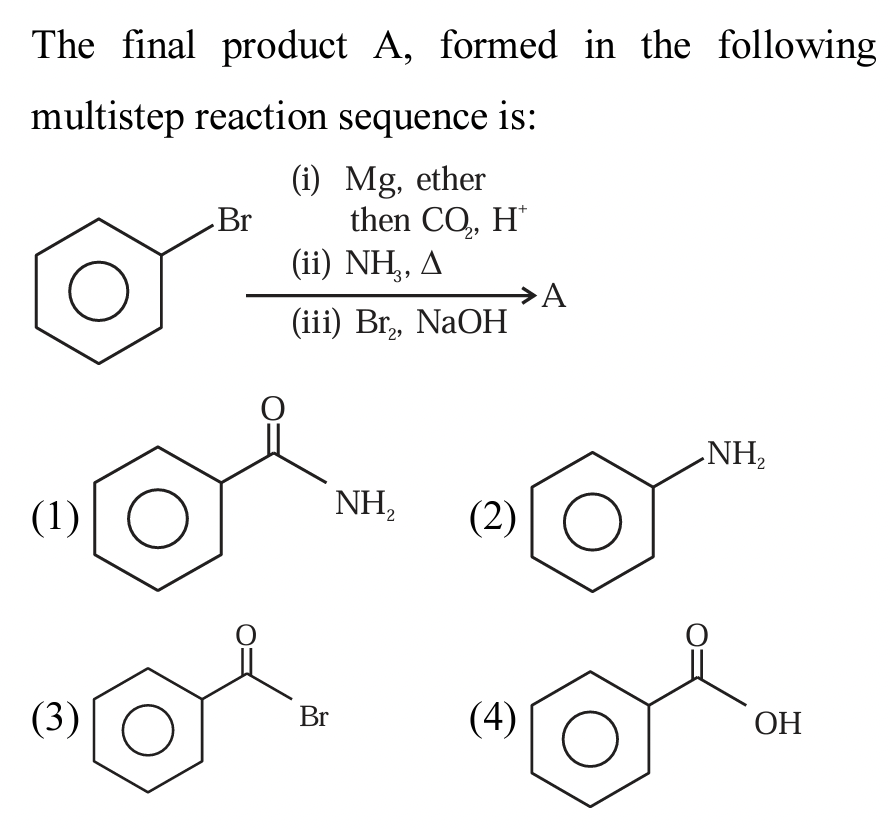 The final product A, formed in the following
multistep reaction sequence is:
(i) Mg, ether
Br then CO₂, H⁺
(ii) NH₃, Δ
A
(iii) Br₂, NaOH
O
(1) NH₂ (2) NH₂
O O
(3) Br (4) OH